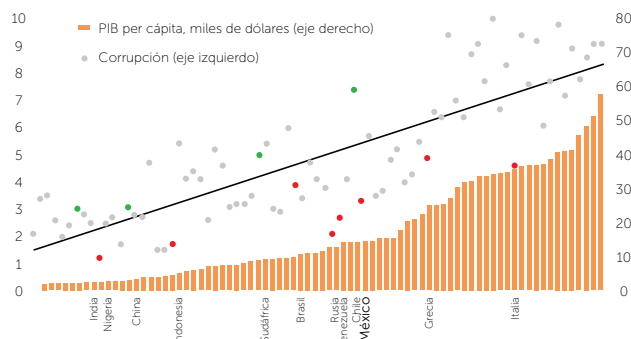 PIB per cápita, miles de dólares (eje derecho)
Corrupción (eje izquierdo)
10
9
8
7
6
5
4
3
2
1
0
80
70
60
50
40
30
20
10
0
India
Nigeria
China
ndonesia
Sudáfrica
Brasil
Rusia
enezuela
Chile
México
Grecia
Italia